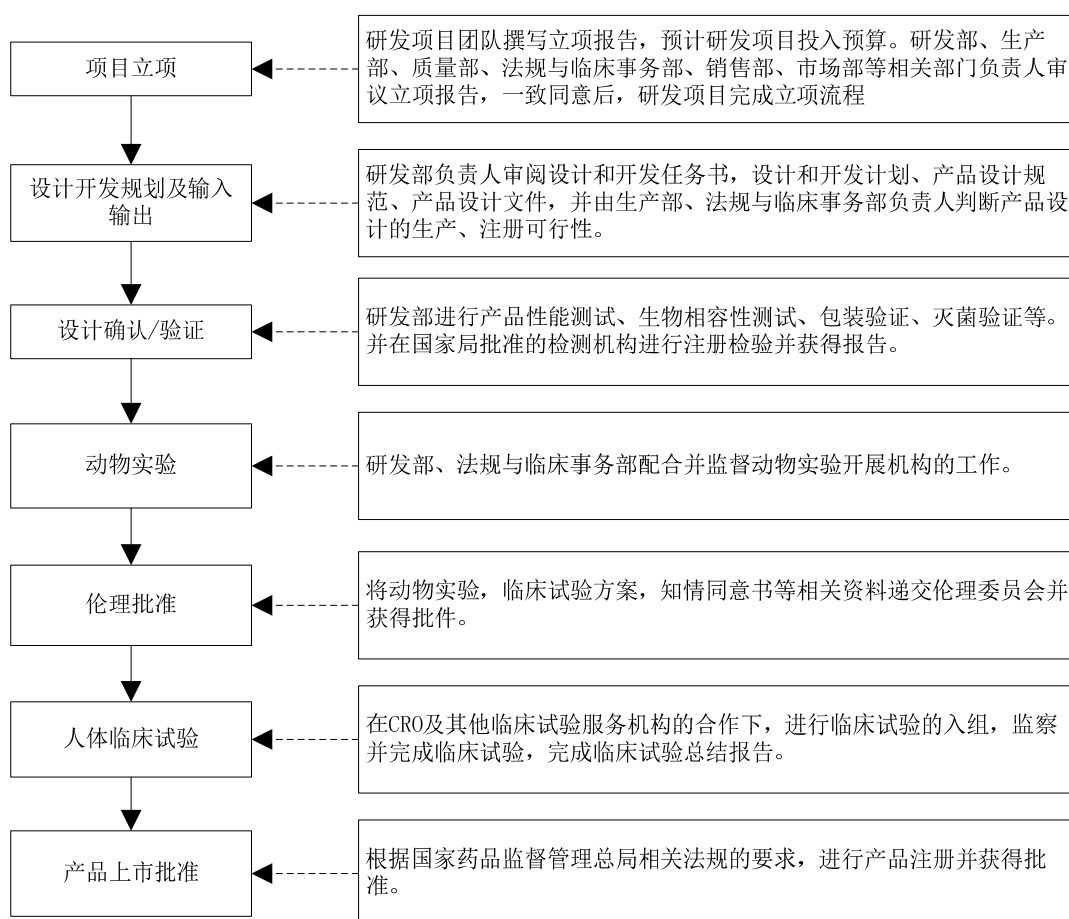 项目立项
研发项目团队撰写立项报告，预计研发项目投入预算。研发部、生产
部、质量部、法规与临床事务部、销售部、市场部等相关部门负责人审
议立项报告，一致同意后，研发项目完成立项流程
设计开发规划及输入
输出
研发部负责人审阅设计和开发任务书，设计和开发计划、产品设计规
范、产品设计文件，并由生产部、法规与临床事务部负责人判断产品设
计的生产、注册可行性。
设计确认/验证
研发部进行产品性能测试、生物相容性测试、包装验证、灭菌验证等。
并在国家局批准的检测机构进行注册检验并获得报告。
动物实验
研发部、法规与临床事务部配合并监督动物实验开展机构的工作。
伦理批准
将动物实验，临床试验方案，知情同意书等相关资料递交伦理委员会并
获得批件。
人体临床试验
在CRO及其他临床试验服务机构的合作下，进行临床试验的入组，监察
并完成临床试验，完成临床试验总结报告。
产品上市批准
根据国家药品监督管理总局相关法规的要求，进行产品注册并获得批
准。